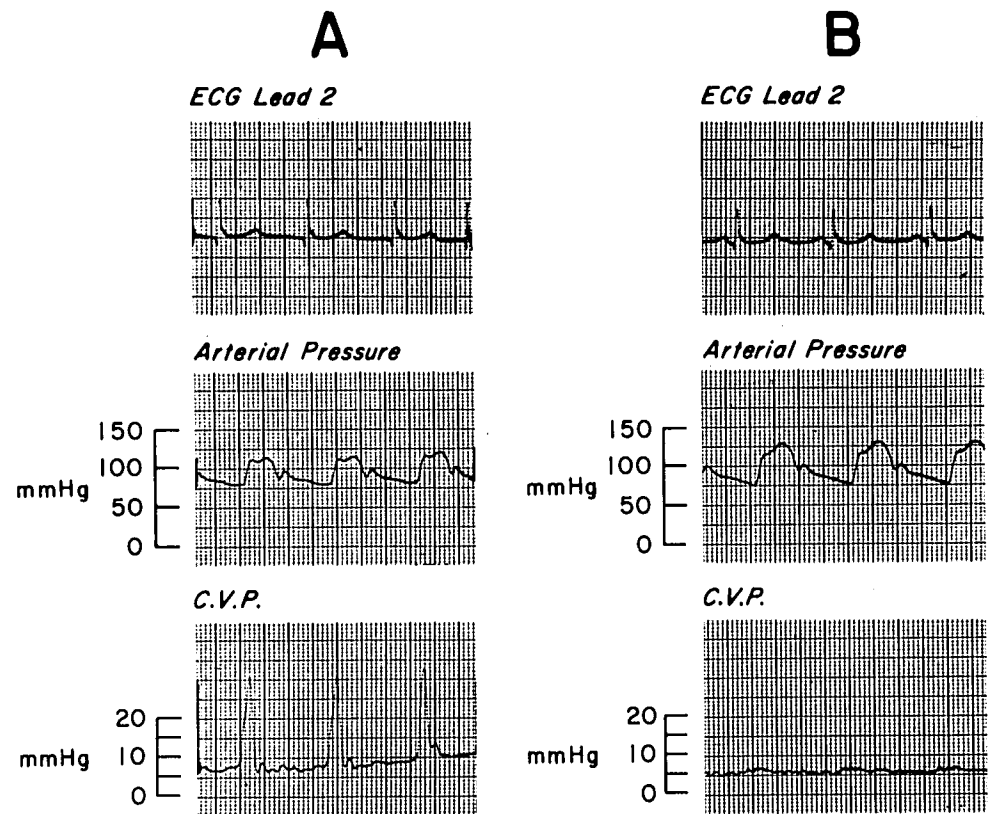 A
B
ECG Lead 2
ECG Lead 2
Arterial Pressure
Arterial Pressure
150
100
mmHg
50
0
150
100
mmHg
50
0
C.V.P.
C.V.P.
20
mmHg
10
0
20
mmHg
10
0